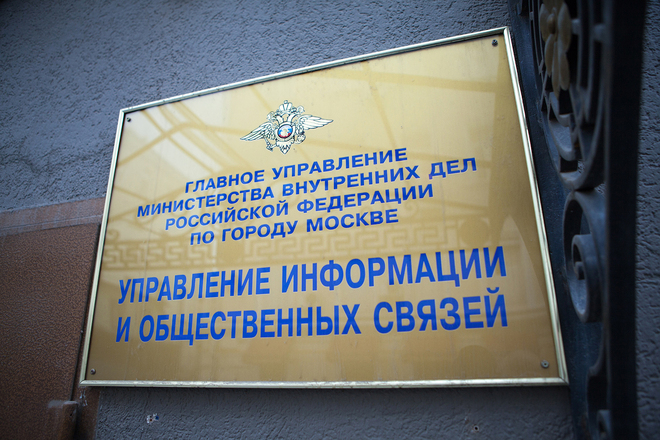 ГЛАВНОЕ УПРАВЛЕНИЕ
МИНИСТЕРСТВА ВНУТРЕННИХ ДЕЛ
РОССИЙСКОЙ ФЕДЕРАЦИИ
ПО ГОРОДУ МОСКВЕ
УПРАВЛЕНИЕ ИНФОРМАЦИИ
И ОБЩЕСТВЕННЫХ СВЯЗЕЙ